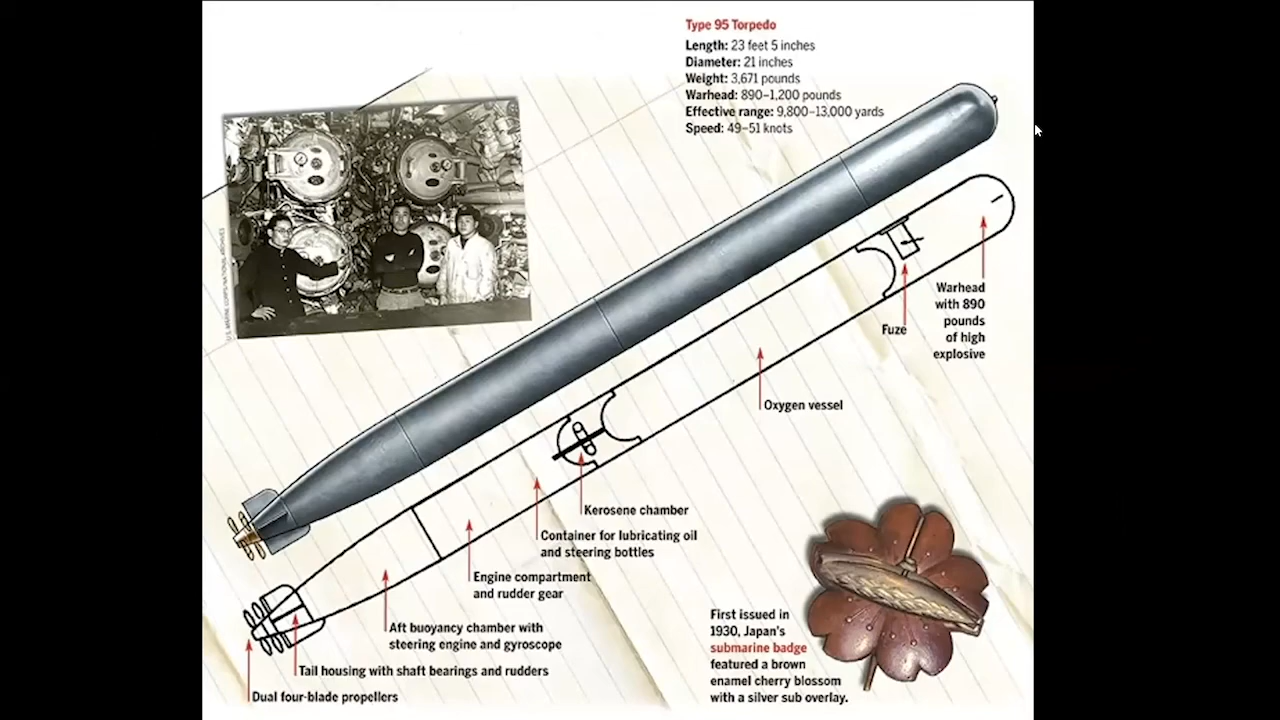 Type 95 Torpedo
Length: 23 feet 5 inches
Diameter: 21 inches
Weight: 3,671 pounds
Warhead: 890–1,200 pounds
Effective range: 9,800–13,000 yards
Speed: 49–51 knots
Warhead
with 890
pounds
of high
explosive
Fuze
Oxygen vessel
Kerosene chamber
Container for lubricating oil
and steering bottles
Engine compartment
and rudder gear
Aft buoyancy chamber with
steering engine and gyroscope
Tail housing with shaft bearings and rudders
Dual four-blade propellers
First issued in
1930, Japan's
submarine badge
featured a brown
enamel cherry blossom
with a silver sub overlay.